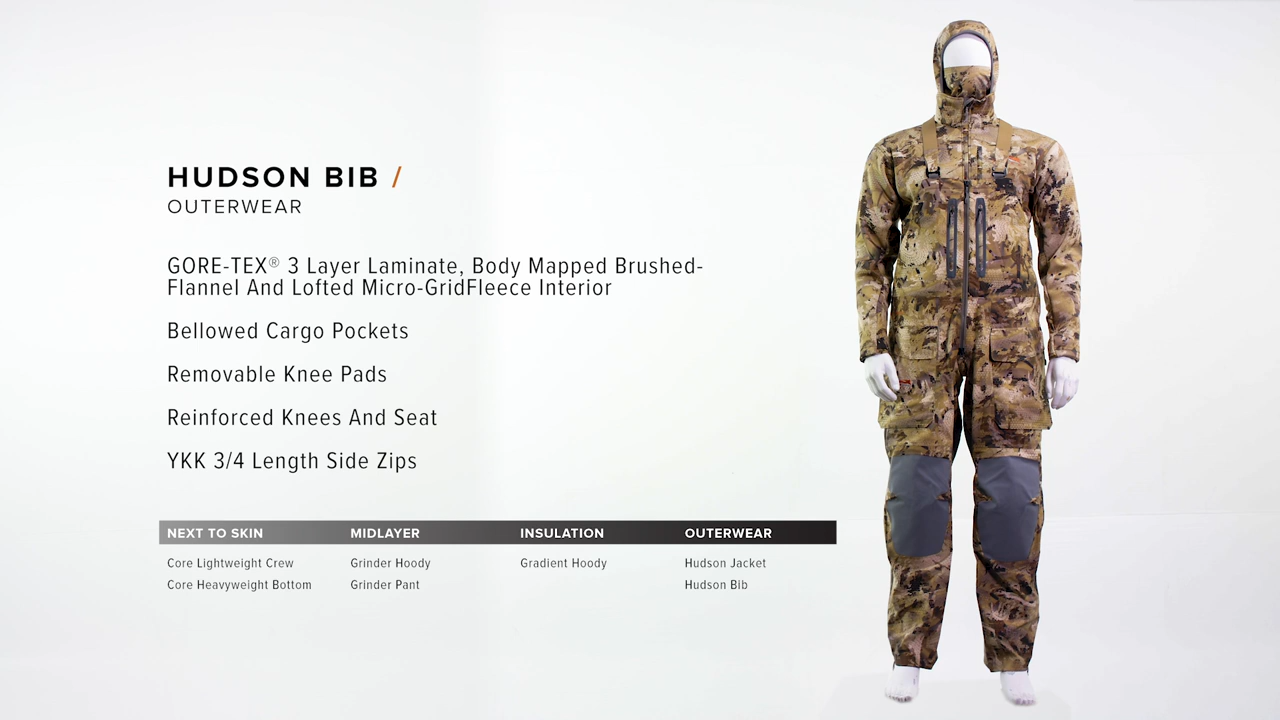 HUDSON BIB /
OUTERWEAR
GORE-TEX® 3 Layer Laminate, Body Mapped Brushed-
Flannel And Lofted Micro-GridFleece Interior
Bellowed Cargo Pockets
Removable Knee Pads
Reinforced Knees And Seat
YKK 3/4 Length Side Zips
NEXT TO SKIN MIDLAYER INSULATION OUTERWEAR
Core Lightweight Crew Grinder Hoody Gradient Hoody Hudson Jacket
Core Heavyweight Bottom Grinder Pant Hudson Bib